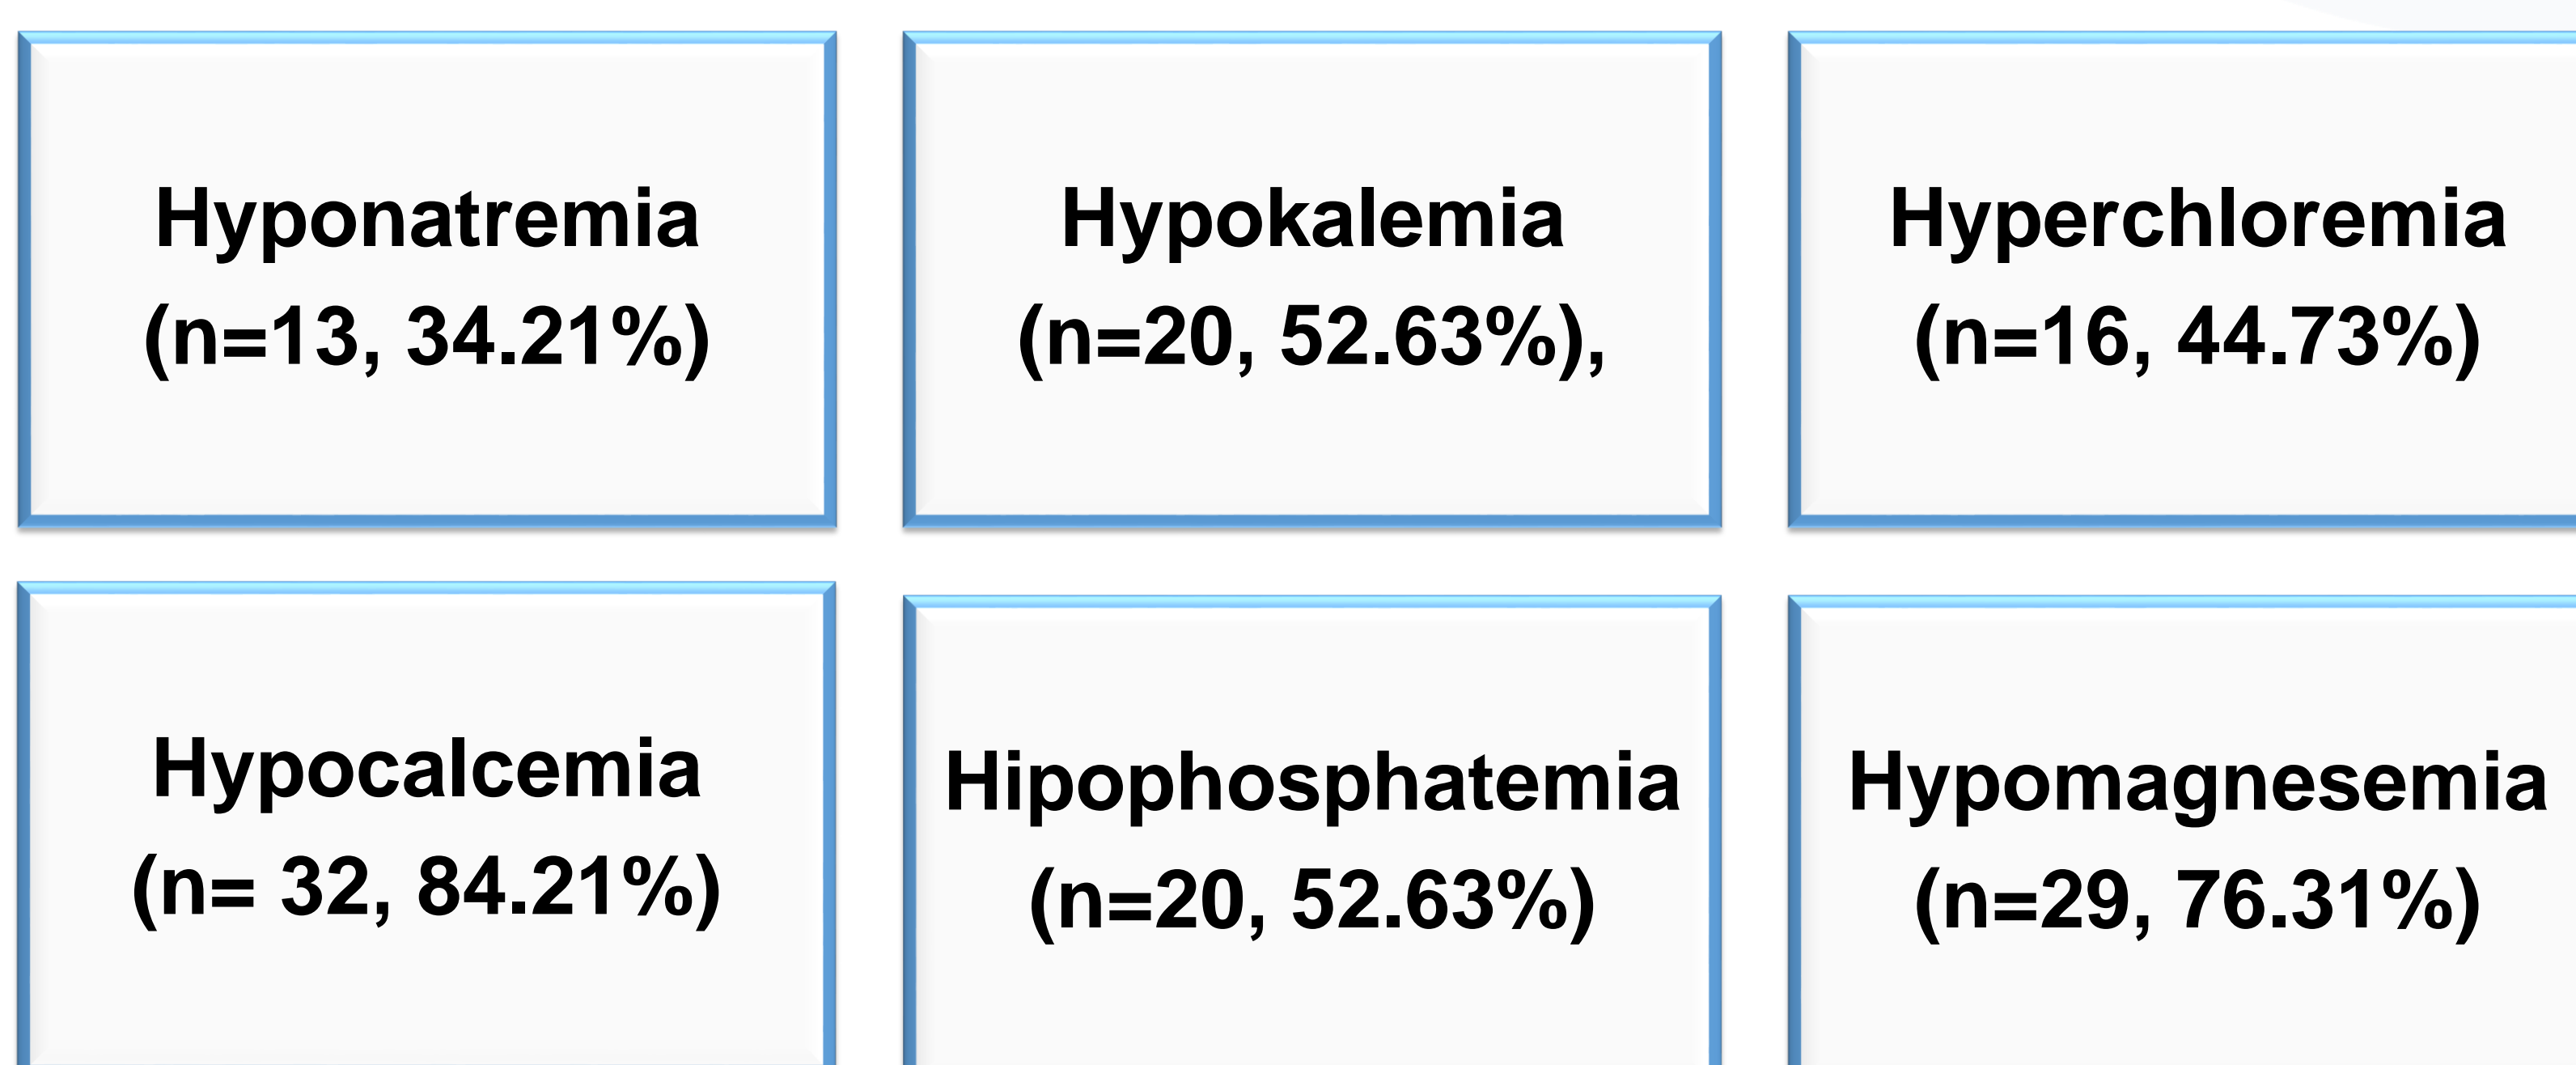 Hyponatremia
(n=13, 34.21%)
Hypokalemia
(n=20, 52.63%),
Hyperchloremia
(n=16, 44.73%)
Hypocalcemia
(n= 32, 84.21%)
Hipophosphatemia
(n=20, 52.63%)
Hypomagnesemia
(n=29, 76.31%)